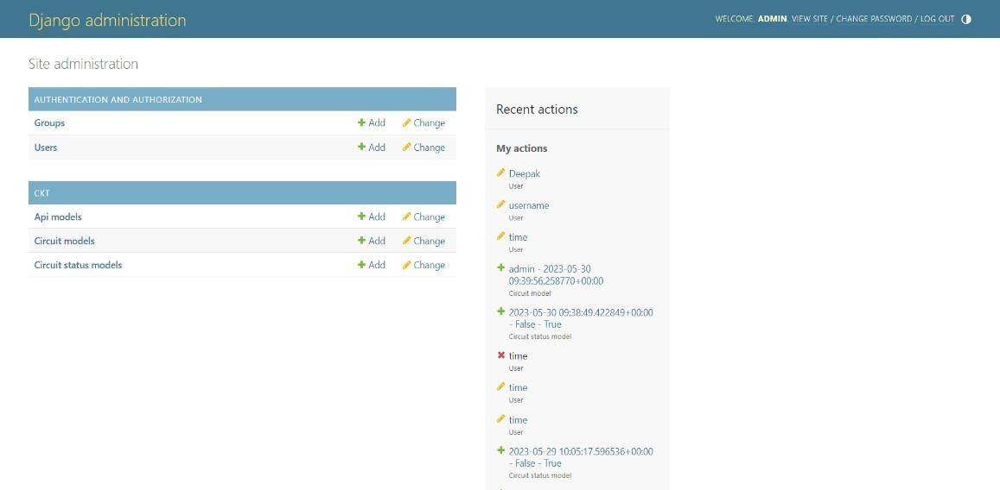 Django administration
WELCOME, ADMIN. VIEW SITE / CHANGE PASSWORD / LOG OUT
Site administration
AUTHENTICATION AND AUTHORIZATION
Groups Add Change
Users Add Change
CKT
Api models Add Change
Circuit models Add Change
Circuit status models Add Change
Recent actions
My actions
Deepak
User
username
User
time
User
admin - 2023-05-30
09:39:56.258770+00:00
Circuit model
2023-05-30 09:38:49.422849+00:00
- False - True
Circuit status model
time
User
time
User
time
User
2023-05-29 10:05:17.596536+00:00
- False - True
Circuit status model